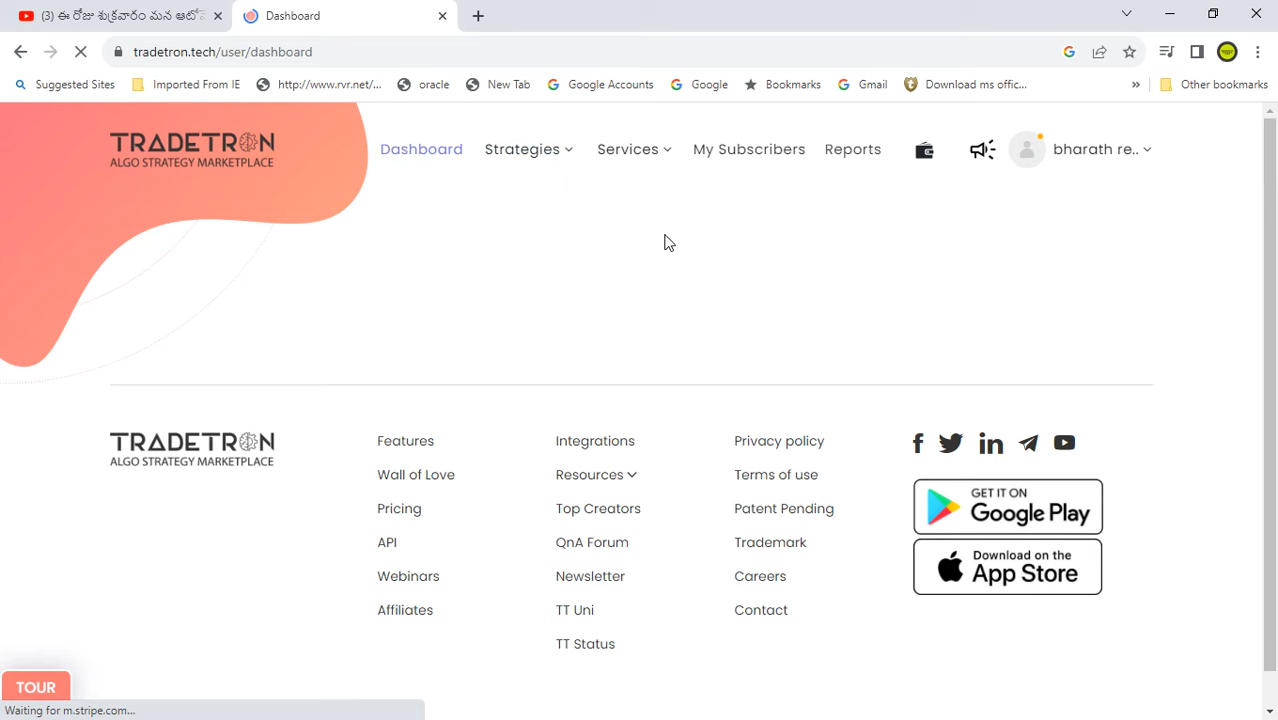 (3) ఈ రోజు శుక్రవారం మన ఆటో
Dashboard
tradetron.tech/user/dashboard
Suggested Sites
Imported From IE
http://www.rvr.net/...
oracle
New Tab
Google Accounts
Google
Bookmarks
Gmail
Download ms offic...
»
Other bookmarks
TRADETRON
ALGO STRATEGY MARKETPLACE
Dashboard
Strategies
Services
My Subscribers
Reports
bharath re..
TRADETRON
ALGO STRATEGY MARKETPLACE
Features
Wall of Love
Pricing
API
Webinars
Affiliates
Integrations
Resources
Top Creators
QnA Forum
Newsletter
TT Uni
TT Status
Privacy policy
Terms of use
Patent Pending
Trademark
Careers
Contact
GET IT ON
Google Play
Download on the
App Store
TOUR
Waiting for m.stripe.com...